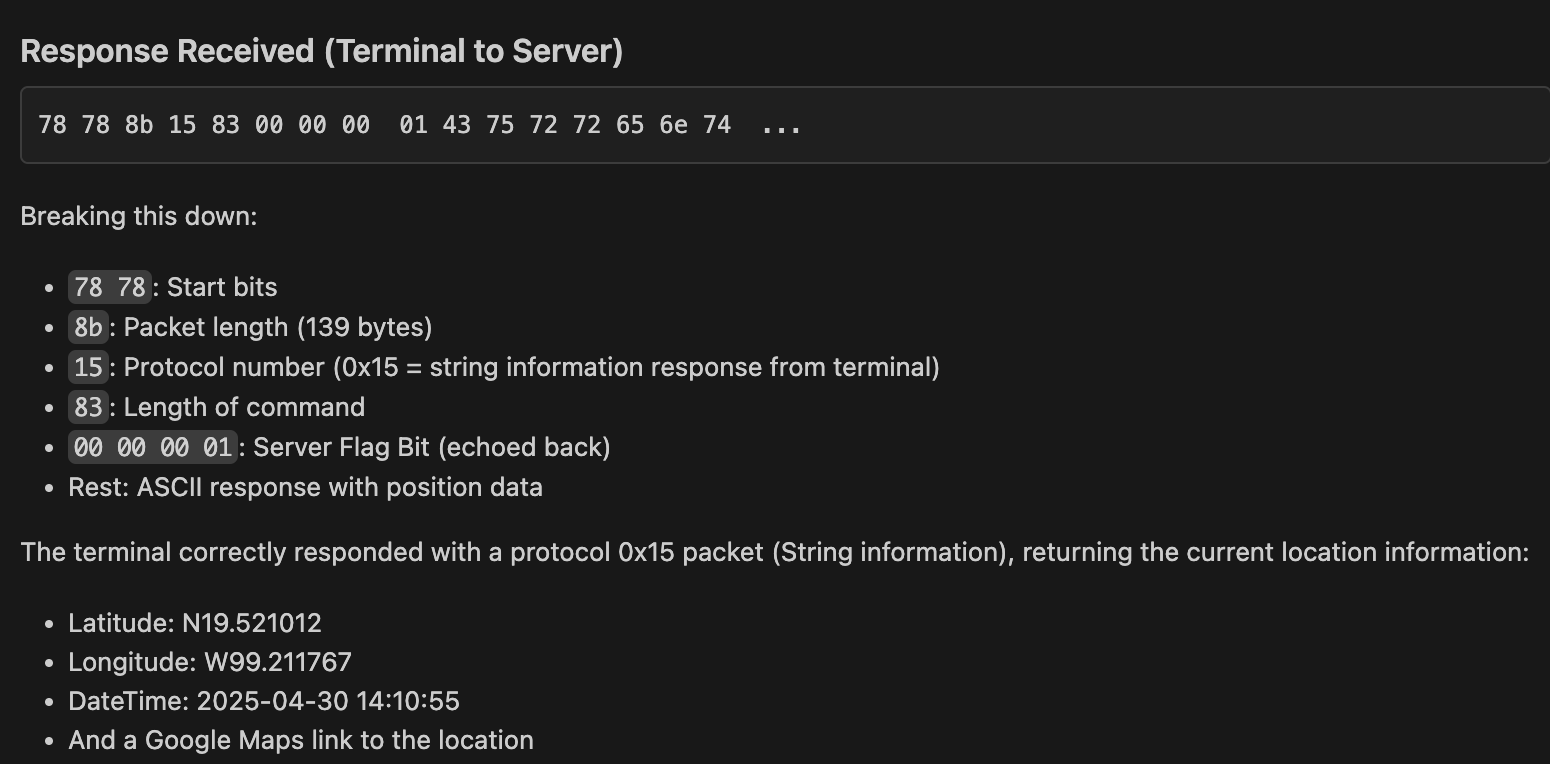 Response Received (Terminal to Server)
78 78 8b 15 83 00 00 00  01 43 75 72 72 65 6e 74  ...
Breaking this down:
• 78 78: Start bits
• 8b: Packet length (139 bytes)
• 15: Protocol number (0x15 = string information response from terminal)
• 83: Length of command
• 00 00 00 01: Server Flag Bit (echoed back)
• Rest: ASCII response with position data
The terminal correctly responded with a protocol 0x15 packet (String information), returning the current location information:
• Latitude: N19.521012
• Longitude: W99.211767
• DateTime: 2025-04-30 14:10:55
• And a Google Maps link to the location